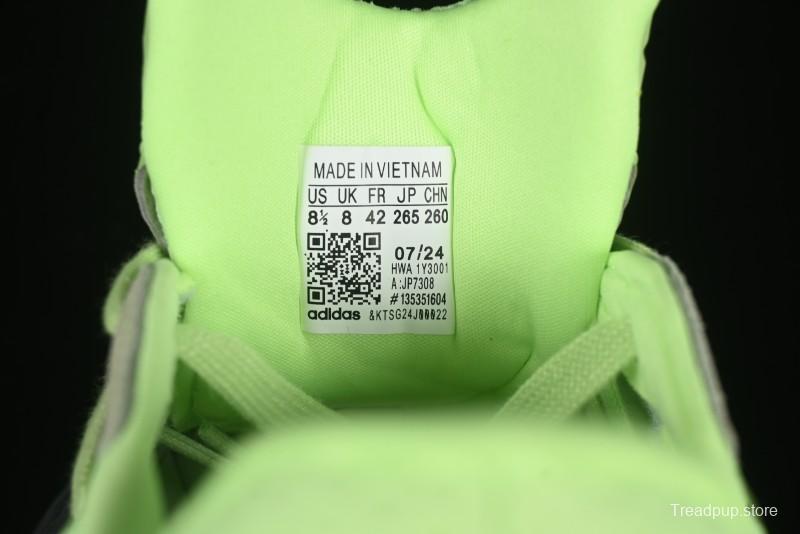 MADE IN VIETNAM
US UK FR JP CHN
8½ 8 42 265 260
07/24
HWA 1Y3001
A:JP7308
#135351604
adidas &KTSG24J00022
Treadpup.store